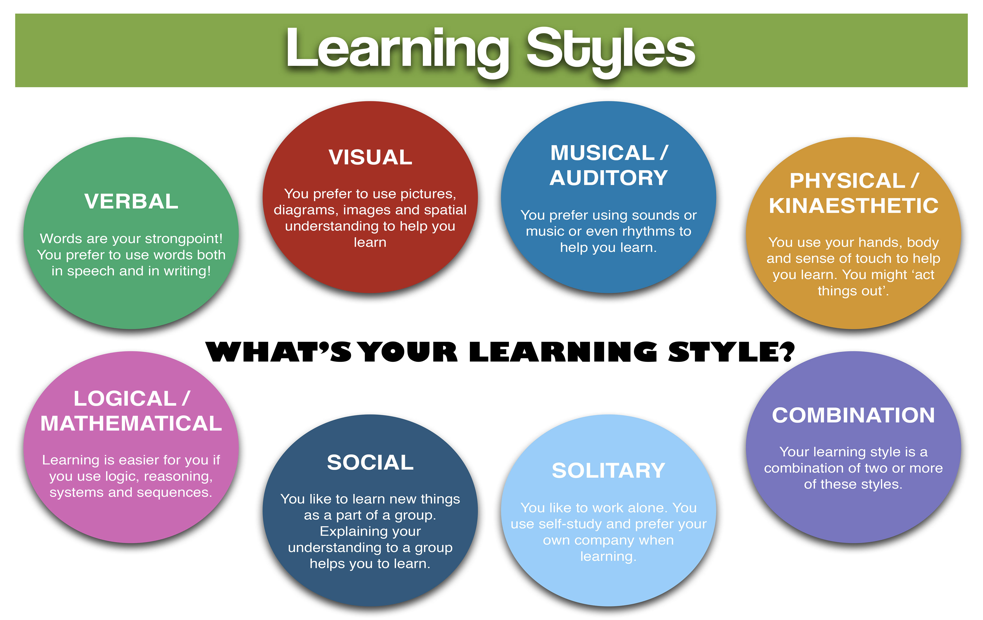 Learning Styles
VERBAL
Words are your strongpoint!
You prefer to use words both
in speech and in writing!
VISUAL
You prefer to use pictures,
diagrams, images and spatial
understanding to help you
learn
MUSICAL /
AUDITORY
You prefer using sounds or
music or even rhythms to
help you learn.
PHYSICAL /
KINAESTHETIC
You use your hands, body
and sense of touch to help
you learn. You might ‘act
things out’.
WHAT’S YOUR LEARNING STYLE?
LOGICAL /
MATHEMATICAL
Learning is easier for you if
you use logic, reasoning,
systems and sequences.
SOCIAL
You like to learn new things
as a part of a group.
Explaining your
understanding to a group
helps you to learn.
SOLITARY
You like to work alone. You
use self-study and prefer your
own company when
learning.
COMBINATION
Your learning style is a
combination of two or more
of these styles.